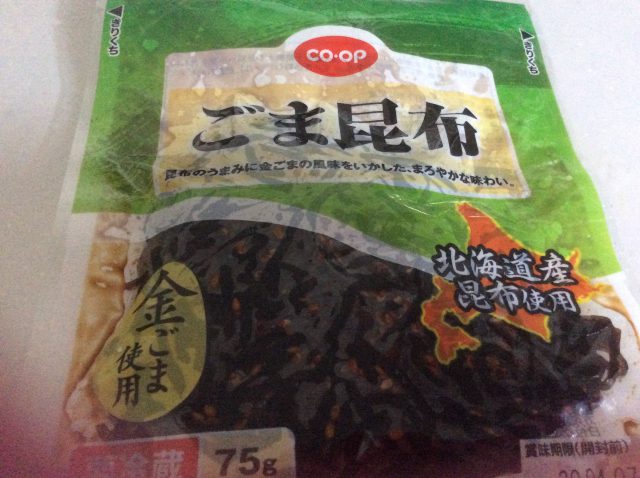 きりくち
CO·OP
きりくち
ごま昆布
昆布のうまみに金ごまの風味をいかした、まろやかな味わい。
北海道産
昆布使用
金ごま
使用
冷蔵
75g
賞味期限(開封前)